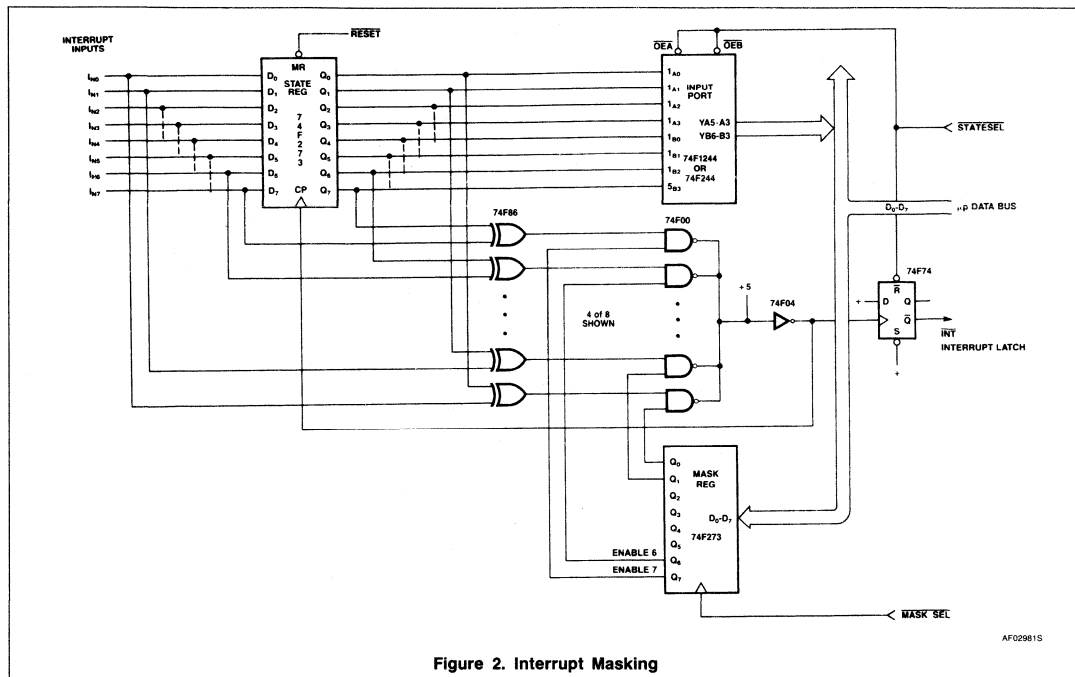 INTERRUPT
INPUTS
RESET
OEA OEB
MR
STATE
REG
7
4
F
2
7
3
CP
IN0
IN1
IN2
IN3
IN4
IN5
IN6
IN7
D0
D1
D2
D3
D4
D5
D6
D7
Q0
Q1
Q2
Q3
Q4
Q5
Q6
Q7
1A0
1A1
1A2
1A3
1B0
1B1
1B2
5B3
INPUT
PORT
YA5-A3
YB6-B3
74F1244
OR
74F244
STATESEL
D0-D7
µp DATA BUS
74F86
74F00
4 of 8
SHOWN
+ 5
74F04
74F74
R
+ D Q
Q
S
+
INT
INTERRUPT LATCH
Q0
Q1
Q2
Q3
Q4
Q5
Q6
Q7
MASK
REG
D0-D7
74F273
ENABLE 6
ENABLE 7
MASK SEL
AF02981S
Figure 2. Interrupt Masking